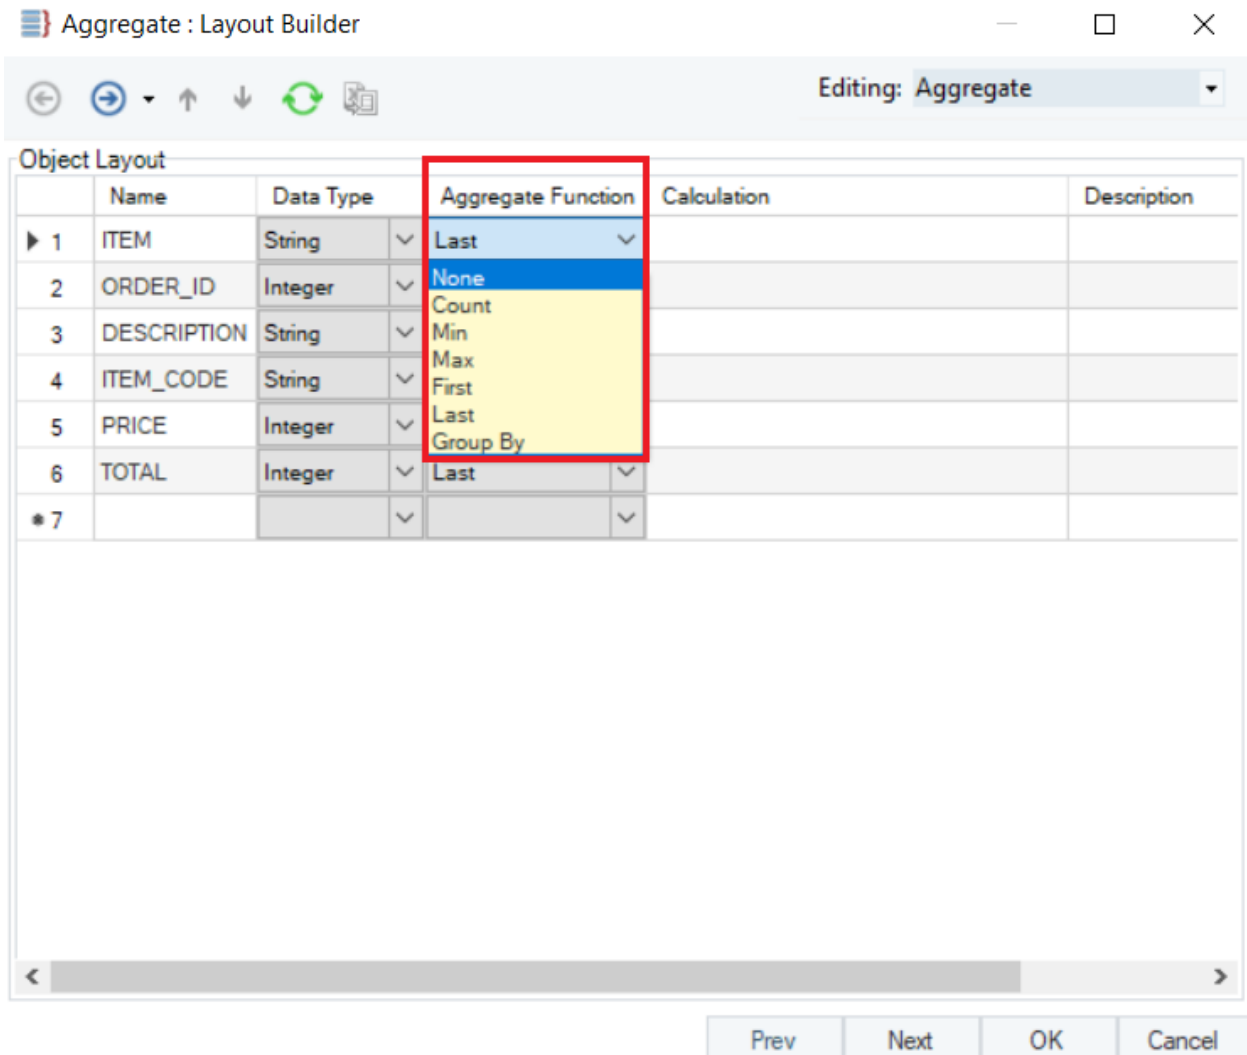 Aggregate : Layout Builder
Editing: Aggregate
Object Layout
Name Data Type Aggregate Function Calculation Description
1 ITEM String Last
None
2 ORDER_ID Integer
Count
3 DESCRIPTION String
Min
Max
4 ITEM_CODE String
First
Last
5 PRICE Integer
Group By
6 TOTAL Integer Last
7
Prev Next OK Cancel